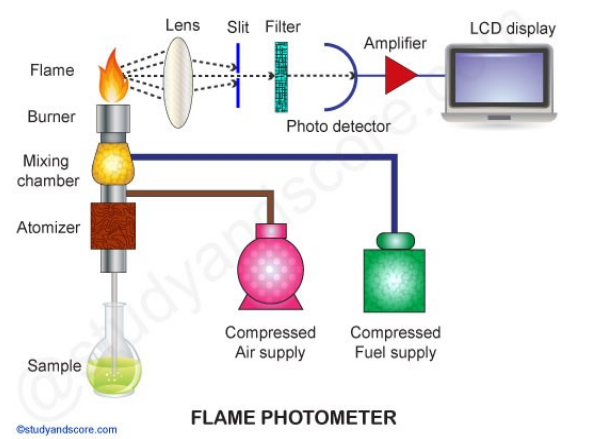 Lens
Slit
Filter
Amplifier
LCD display
Flame
Burner
Photo detector
Mixing
chamber
Atomizer
Compressed
Air supply
Compressed
Fuel supply
Sample
FLAME PHOTOMETER
©studyandscore.com
@studyandscore.com